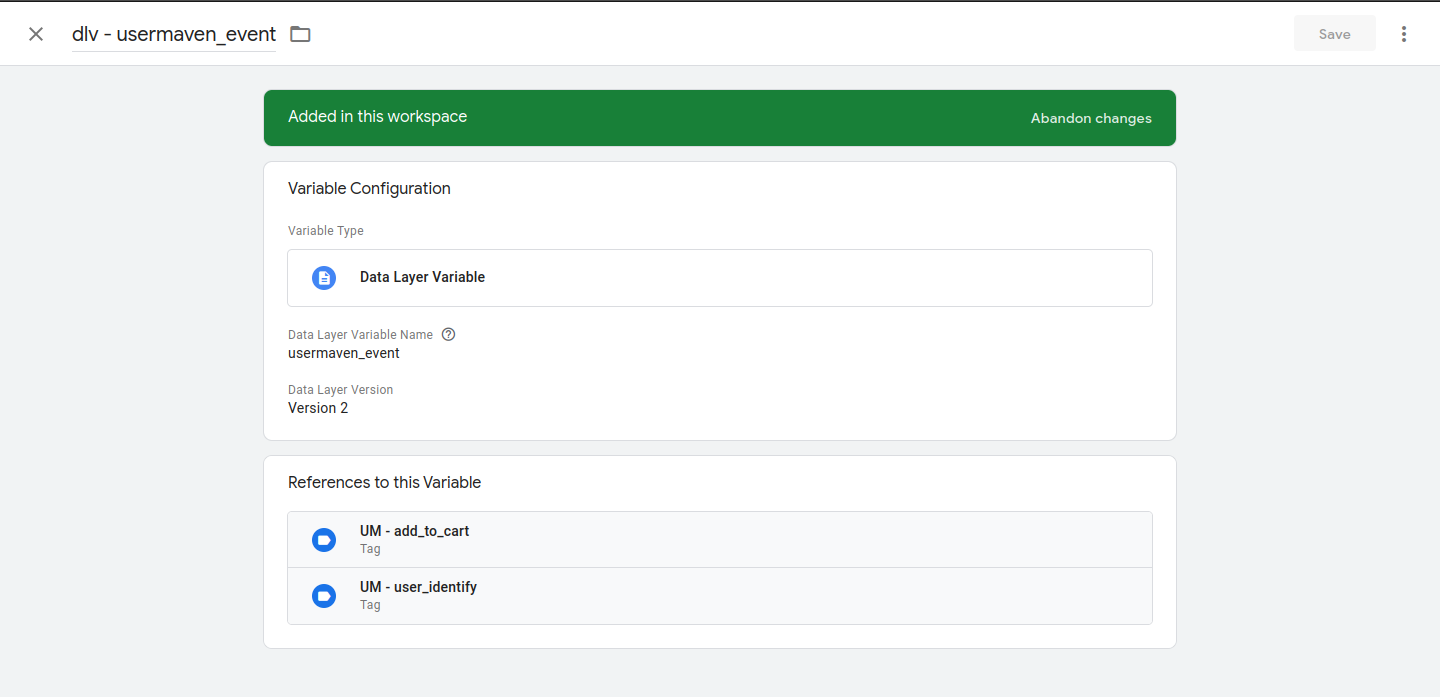 dlv - usermaven_event
Save
Added in this workspace
Abandon changes
Variable Configuration
Variable Type
Data Layer Variable
Data Layer Variable Name
usermaven_event
Data Layer Version
Version 2
References to this Variable
UM - add_to_cart
Tag
UM - user_identify
Tag